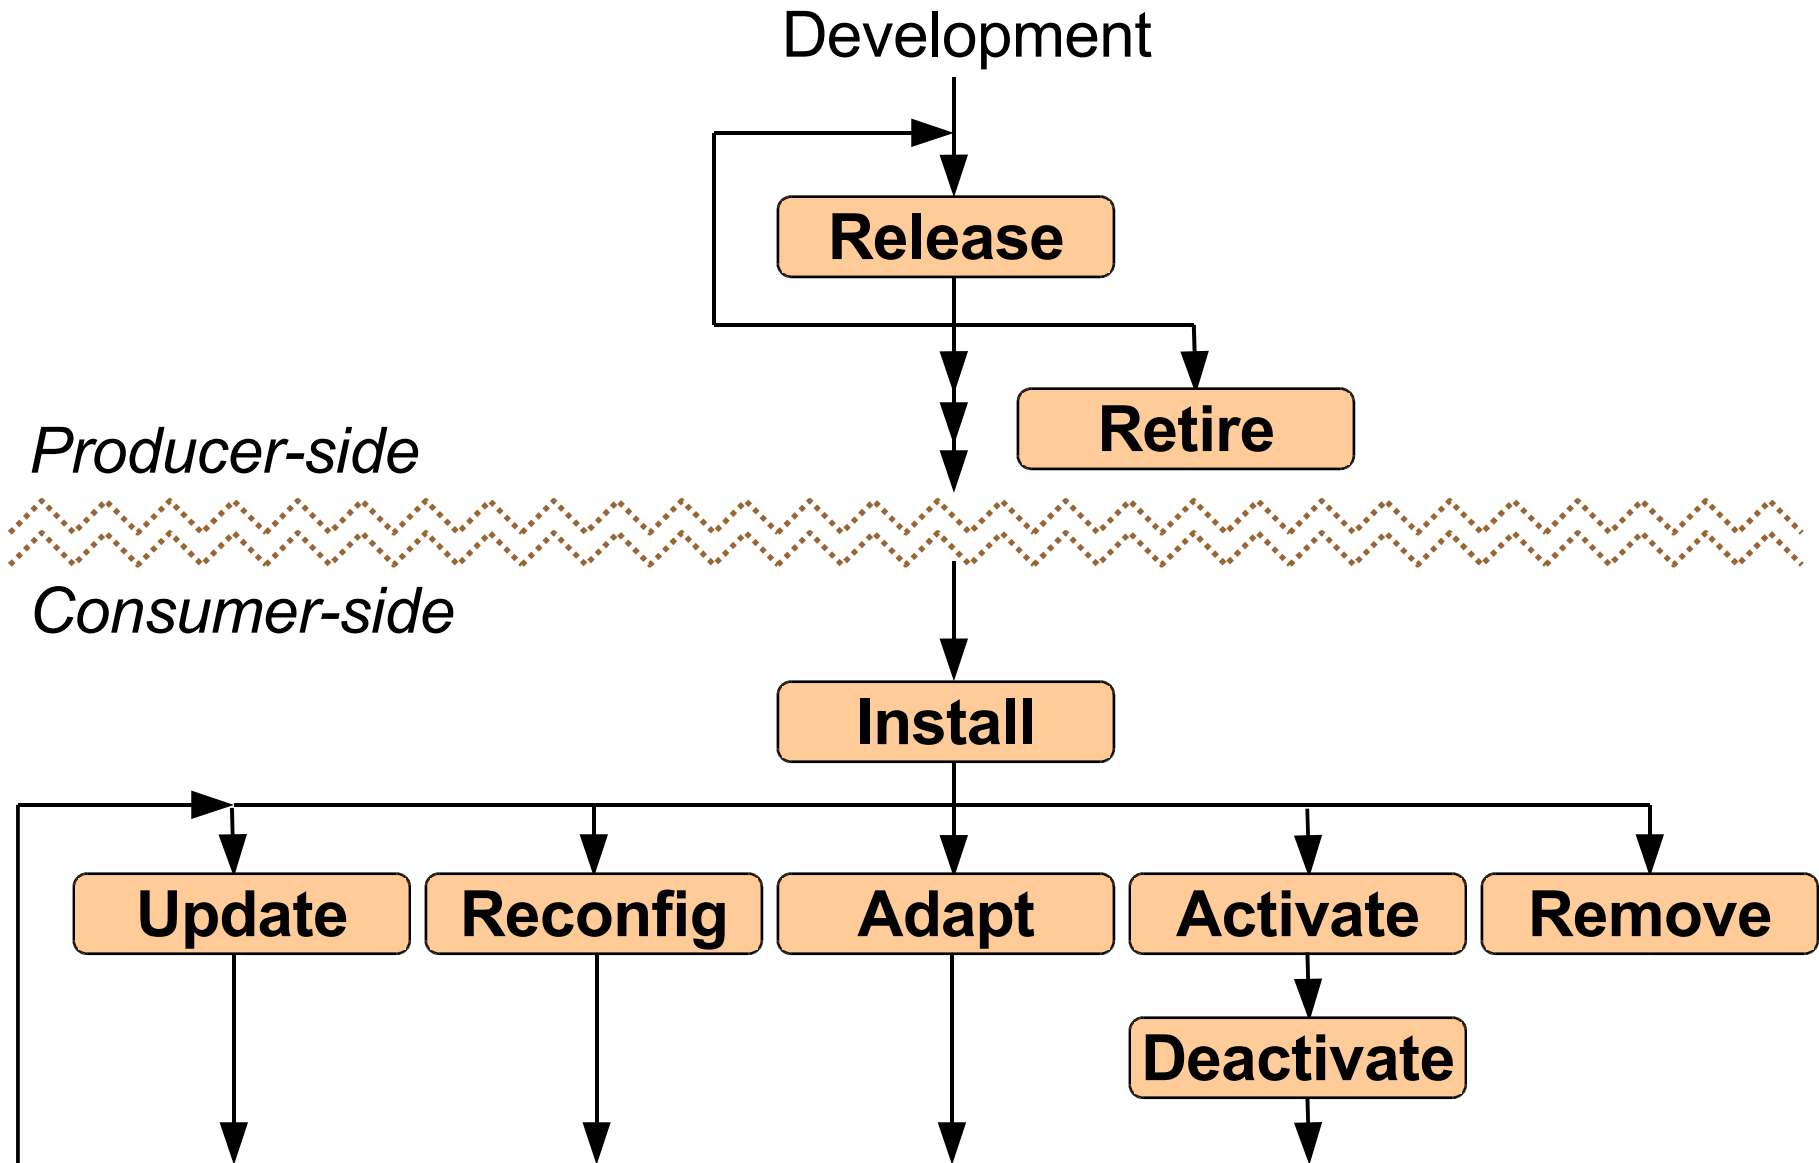 Development
Release
Retire
Producer-side
Consumer-side
Install
Update Reconfig Adapt Activate Remove
Deactivate